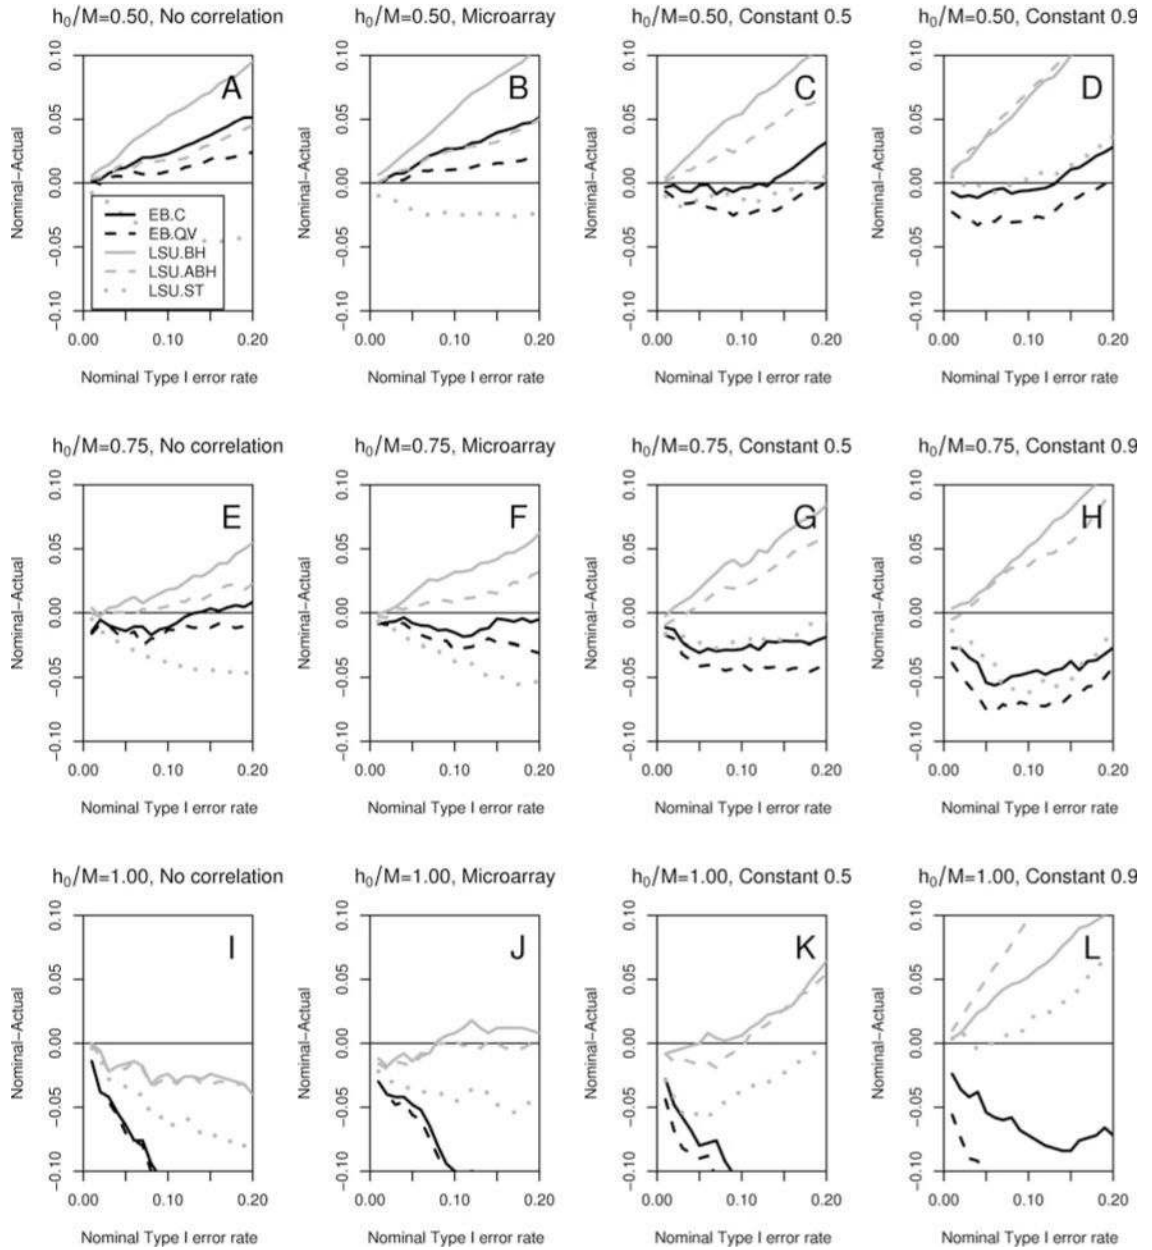 h₀/M=0.50, No correlation
h₀/M=0.50, Microarray
h₀/M=0.50, Constant 0.5
h₀/M=0.50, Constant 0.9
A
B
C
D
Nominal−Actual
Nominal−Actual
Nominal−Actual
Nominal−Actual
0.10
0.05
0.00
−0.05
−0.10
0.10
0.05
0.00
−0.05
−0.10
0.10
0.05
0.00
−0.05
−0.10
0.10
0.05
0.00
−0.05
−0.10
EB.C
EB.QV
LSU.BH
LSU.ABH
LSU.ST
0.00 0.10 0.20
0.00 0.10 0.20
0.00 0.10 0.20
0.00 0.10 0.20
Nominal Type I error rate
Nominal Type I error rate
Nominal Type I error rate
Nominal Type I error rate
h₀/M=0.75, No correlation
h₀/M=0.75, Microarray
h₀/M=0.75, Constant 0.5
h₀/M=0.75, Constant 0.9
E
F
G
H
Nominal−Actual
Nominal−Actual
Nominal−Actual
Nominal−Actual
0.10
0.05
0.00
−0.05
−0.10
0.10
0.05
0.00
−0.05
−0.10
0.10
0.05
0.00
−0.05
−0.10
0.10
0.05
0.00
−0.05
−0.10
0.00 0.10 0.20
0.00 0.10 0.20
0.00 0.10 0.20
0.00 0.10 0.20
Nominal Type I error rate
Nominal Type I error rate
Nominal Type I error rate
Nominal Type I error rate
h₀/M=1.00, No correlation
h₀/M=1.00, Microarray
h₀/M=1.00, Constant 0.5
h₀/M=1.00, Constant 0.9
I
J
K
L
Nominal−Actual
Nominal−Actual
Nominal−Actual
Nominal−Actual
0.10
0.05
0.00
−0.05
−0.10
0.10
0.05
0.00
−0.05
−0.10
0.10
0.05
0.00
−0.05
−0.10
0.10
0.05
0.00
−0.05
−0.10
0.00 0.10 0.20
0.00 0.10 0.20
0.00 0.10 0.20
0.00 0.10 0.20
Nominal Type I error rate
Nominal Type I error rate
Nominal Type I error rate
Nominal Type I error rate